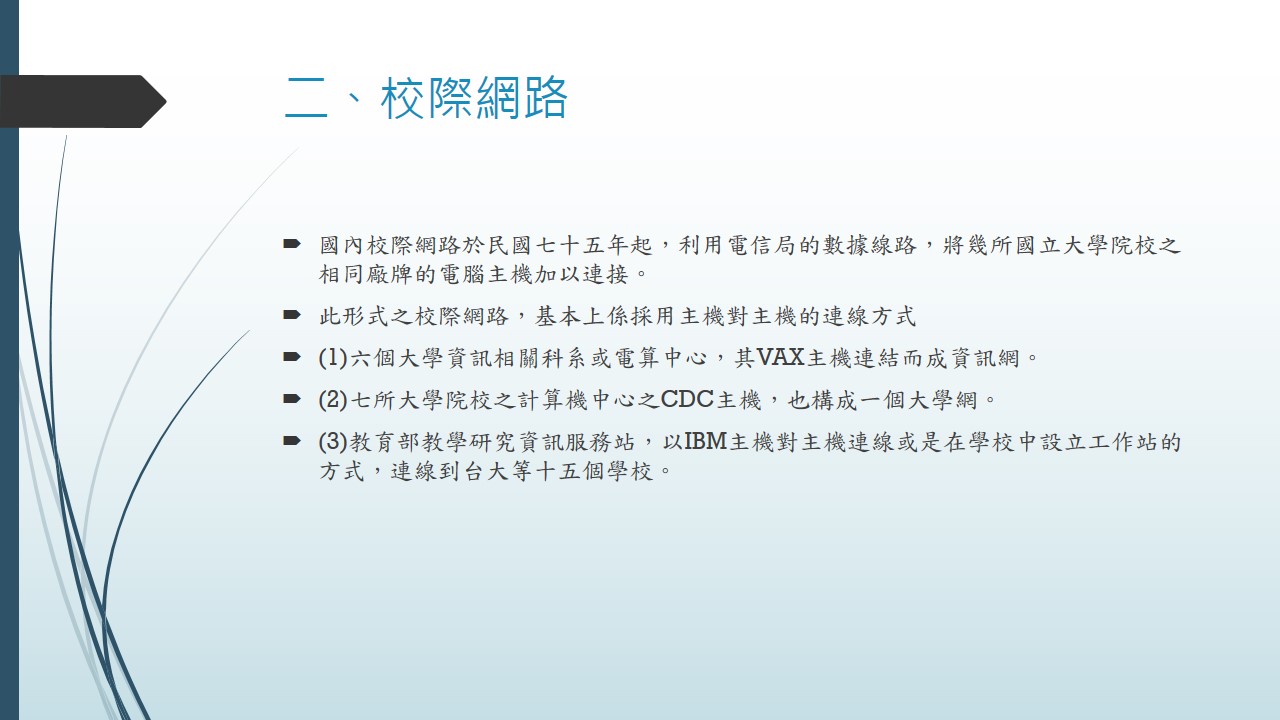 二、校際網路
國內校際網路於民國七十五年起，利用電信局的數據線路，將幾所國立大學院校之
相同廠牌的電腦主機加以連接。
此形式之校際網路，基本上係採用主機對主機的連線方式
(1)六個大學資訊相關科系或電算中心，其VAX主機連結而成資訊網。
(2)七所大學院校之計算機中心之CDC主機，也構成一個大學網。
(3)教育部教學研究資訊服務站，以IBM主機對主機連線或是在學校中設立工作站的
方式，連線到台大等十五個學校。